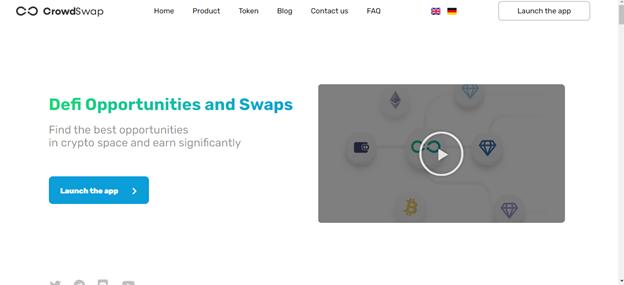 CrowdSwap Home Product Token Blog Contact us FAQ Launch the app
Defi Opportunities and Swaps
Find the best opportunities
in crypto space and earn significantly
Launch the app